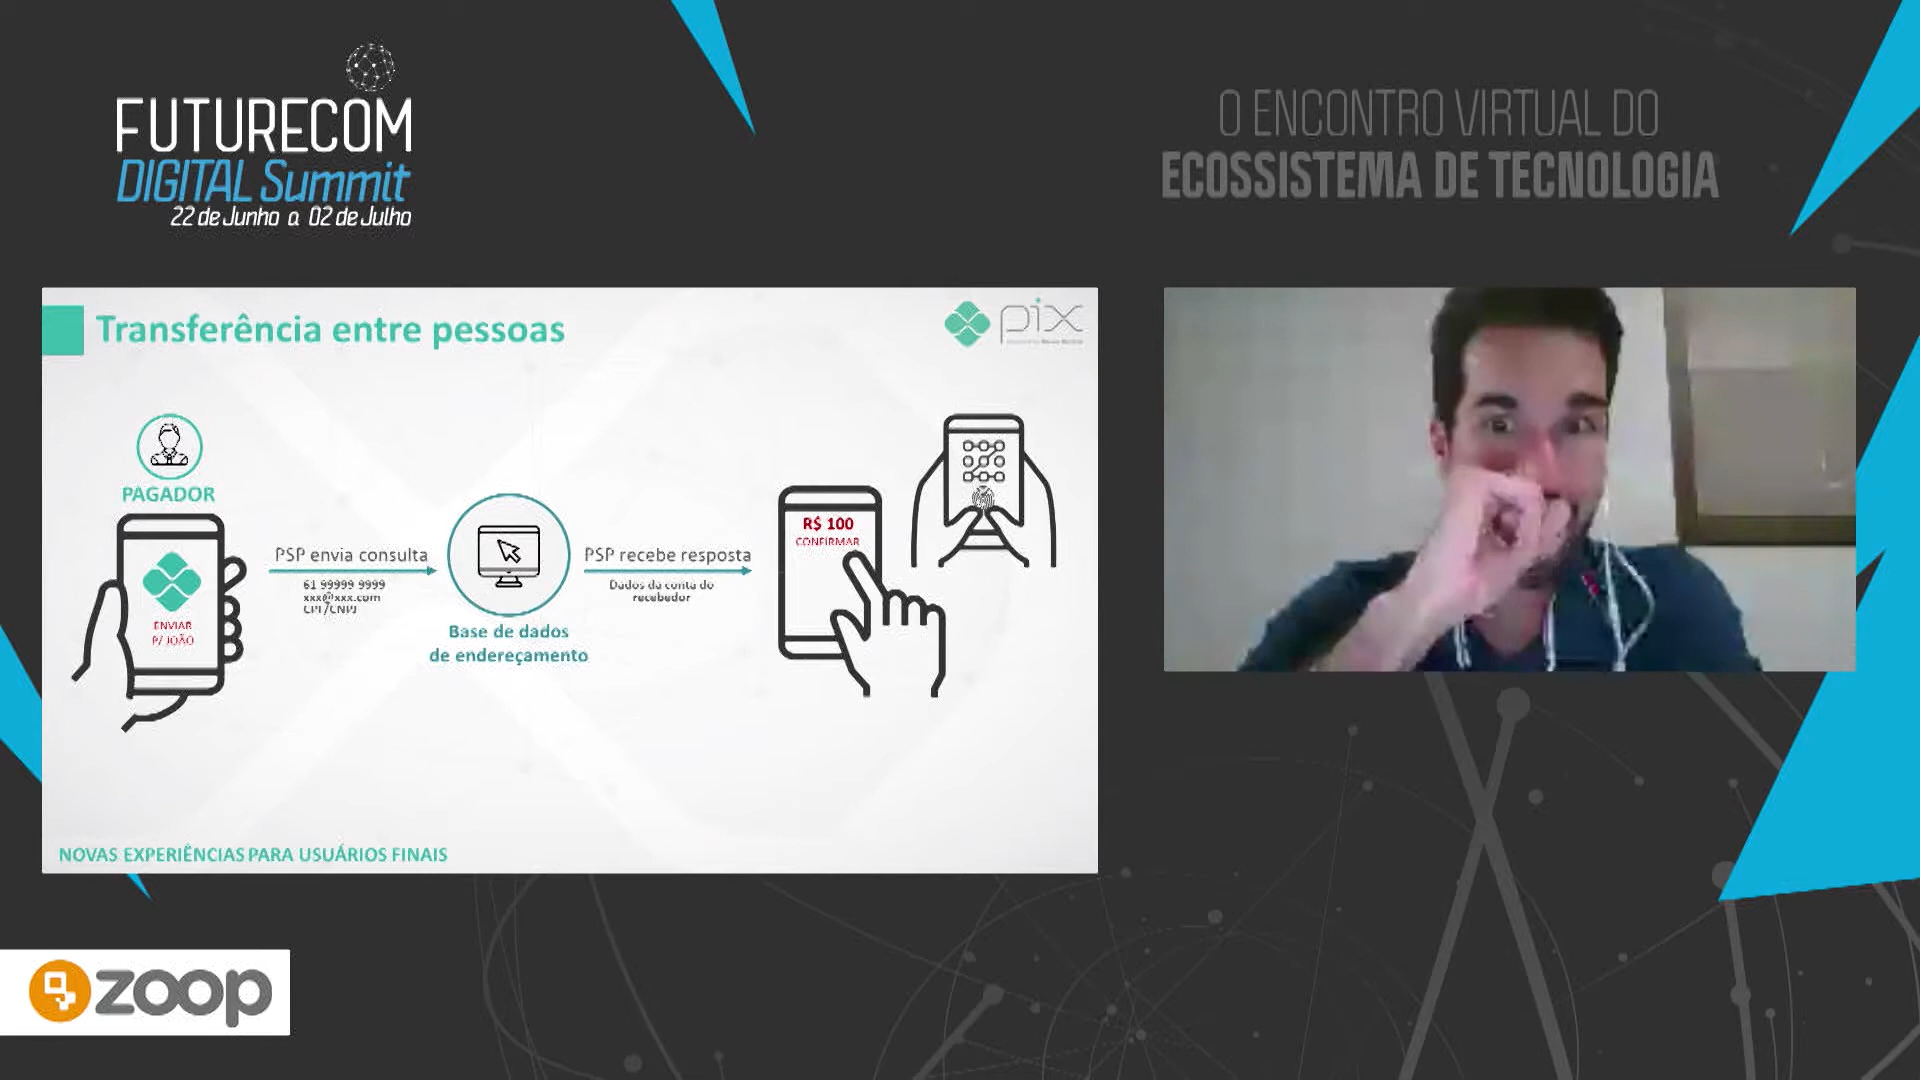 FUTURECOM
DIGITAL Summit
22 de Junho a 02 de Julho
O ENCONTRO VIRTUAL DO
ECOSSISTEMA DE TECNOLOGIA
Transferência entre pessoas
pix
PAGADOR
ENVIAR
P/ JOÃO
PSP envia consulta
61 99999 9999
xxx@xxx.com
CPF/CNPJ
Base de dados
de endereçamento
PSP recebe resposta
Dados da conta do
recebedor
R$ 100
CONFIRMAR
NOVAS EXPERIÊNCIAS PARA USUÁRIOS FINAIS
zoop